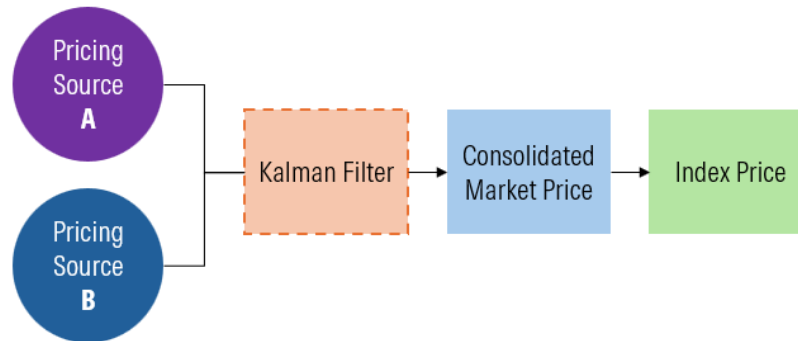 Pricing
Source
A
Kalman Filter
Consolidated
Market Price
Index Price
Pricing
Source
B